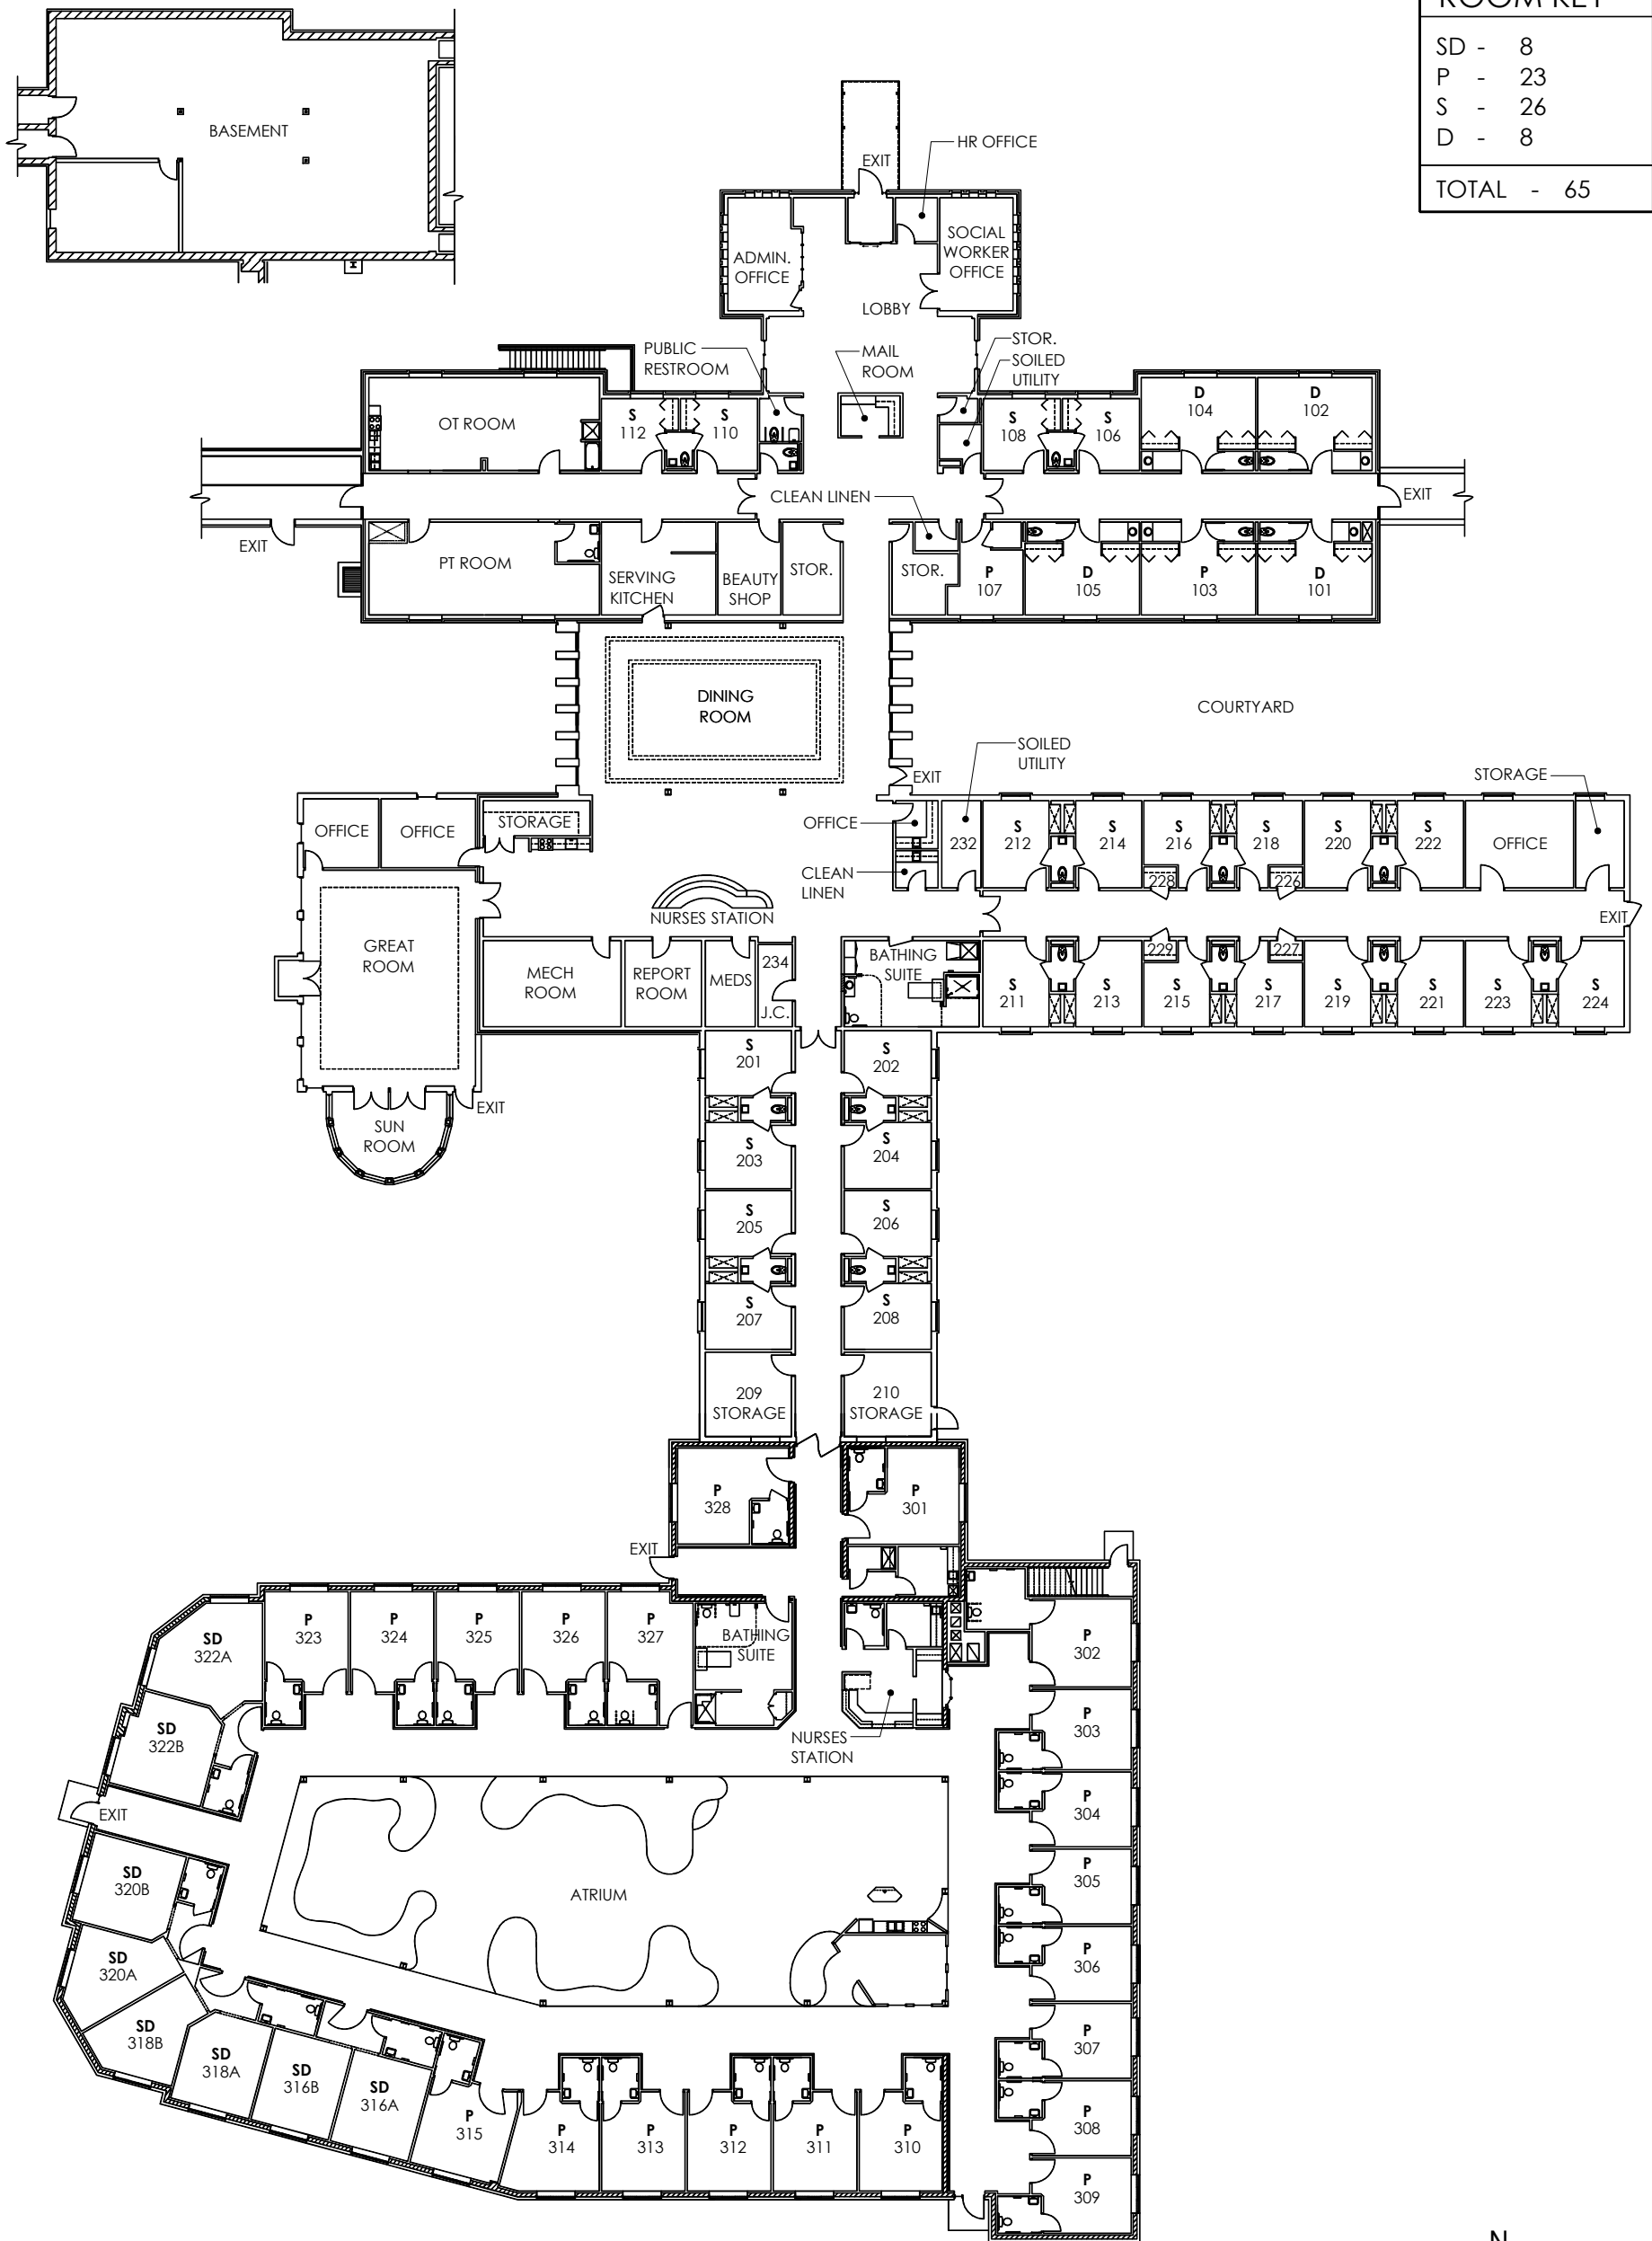 ROOM KEY
SD - 8
P - 23
S - 26
D - 8
TOTAL - 65
BASEMENT
EXIT
HR OFFICE
ADMIN.
OFFICE
SOCIAL
WORKER
OFFICE
LOBBY
PUBLIC
RESTROOM
MAIL
ROOM
STOR.
SOILED
UTILITY
OT ROOM
S
112
S
110
S
108
S
106
D
104
D
102
CLEAN LINEN
EXIT
EXIT
PT ROOM
SERVING
KITCHEN
BEAUTY
SHOP
STOR.
STOR.
P
107
D
105
P
103
D
101
DINING
ROOM
COURTYARD
SOILED
UTILITY
EXIT
STORAGE
OFFICE
OFFICE
STORAGE
OFFICE
232
S
212
S
214
S
216
S
218
S
220
S
222
OFFICE
CLEAN
LINEN
228
226
NURSES STATION
EXIT
GREAT
ROOM
MECH
ROOM
REPORT
ROOM
MEDS
234
J.C.
BATHING
SUITE
229
227
S
211
S
213
S
215
S
217
S
219
S
221
S
223
S
224
S
201
S
202
EXIT
SUN
ROOM
S
203
S
204
S
205
S
206
S
207
S
208
209
STORAGE
210
STORAGE
P
328
P
301
EXIT
SD
322A
P
323
P
324
P
325
P
326
P
327
BATHING
SUITE
P
302
SD
322B
P
303
NURSES
STATION
EXIT
P
304
SD
320B
ATRIUM
P
305
SD
320A
P
306
SD
318B
SD
318A
SD
316B
SD
316A
P
307
P
315
P
314
P
313
P
312
P
311
P
310
P
308
P
309
N